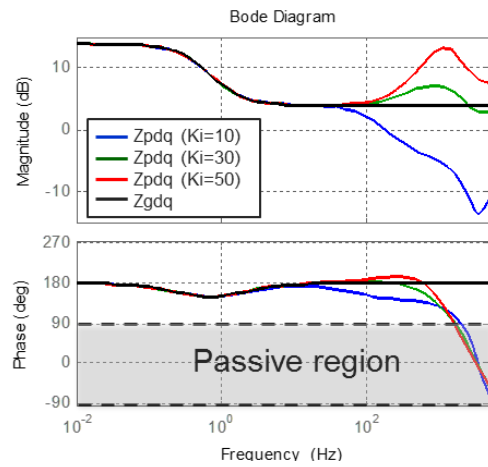 Bode Diagram
Magnitude (dB)
10
0
-10
Zpdq (Ki=10)
Zpdq (Ki=30)
Zpdq (Ki=50)
Zgdq
Phase (deg)
270
180
90
0
-90
Passive region
10^-2 10^0 10^2
Frequency (Hz)